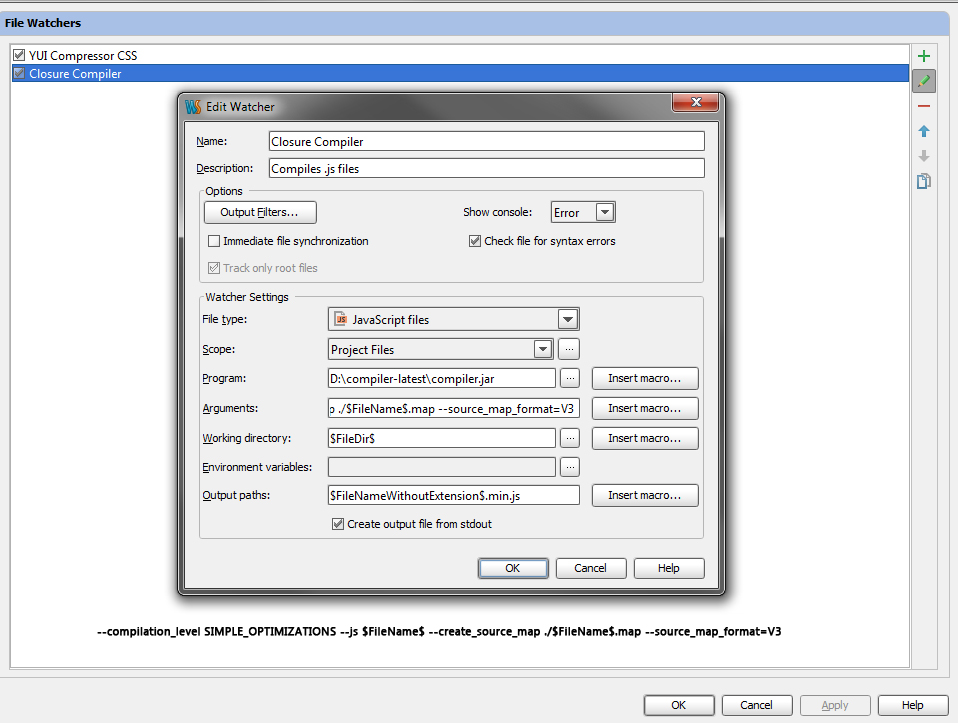 File Watchers
YUI Compressor CSS
Closure Compiler
WS Edit Watcher
Name: Closure Compiler
Description: Compiles .js files
Options
Output Filters... Show console: Error
Immediate file synchronization Check file for syntax errors
Track only root files
Watcher Settings
File type: JS JavaScript files
Scope: Project Files ...
Program: D:\compiler-latest\compiler.jar ... Insert macro...
Arguments: ./$FileName$.map --source_map_format=V3 Insert macro...
Working directory: $FileDir$ ... Insert macro...
Environment variables: ...
Output paths: $FileNameWithoutExtension$.min.js Insert macro...
Create output file from stdout
OK Cancel Help
--compilation_level SIMPLE_OPTIMIZATIONS --js $FileName$ --create_source_map ./$FileName$.map --source_map_format=V3
OK Cancel Apply Help